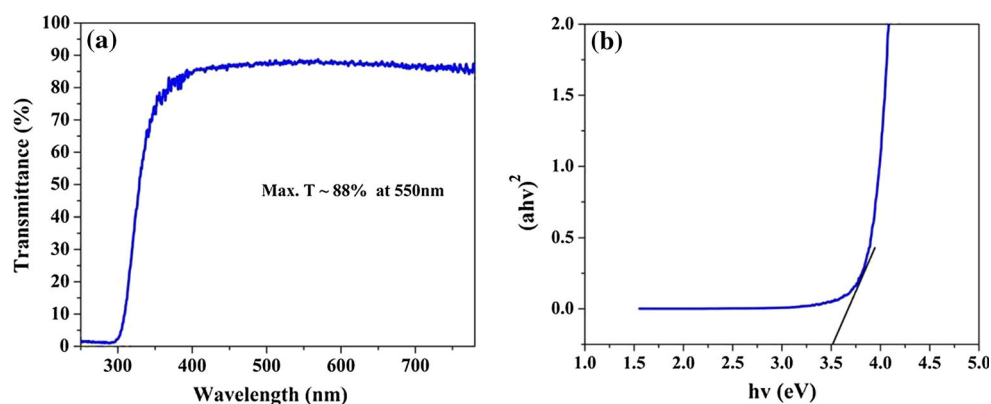 (a)
Transmittance (%)
100
90
80
70
60
50
40
30
20
10
0
Max. T ~ 88% at 550nm
300 400 500 600 700
Wavelength (nm)
(b)
(ahν)²
2.0
1.5
1.0
0.5
0.0
1.0 1.5 2.0 2.5 3.0 3.5 4.0 4.5 5.0
hν (eV)